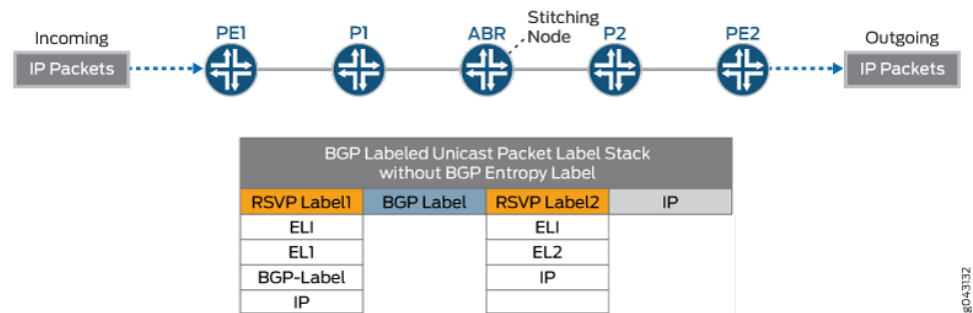 Incoming
IP Packets
PE1
P1
ABR
Stitching
Node
P2
PE2
Outgoing
IP Packets
BGP Labeled Unicast Packet Label Stack
without BGP Entropy Label
RSVP Label1 BGP Label RSVP Label2 IP
ELI ELI
EL1 EL2
BGP-Label IP
IP
g043132